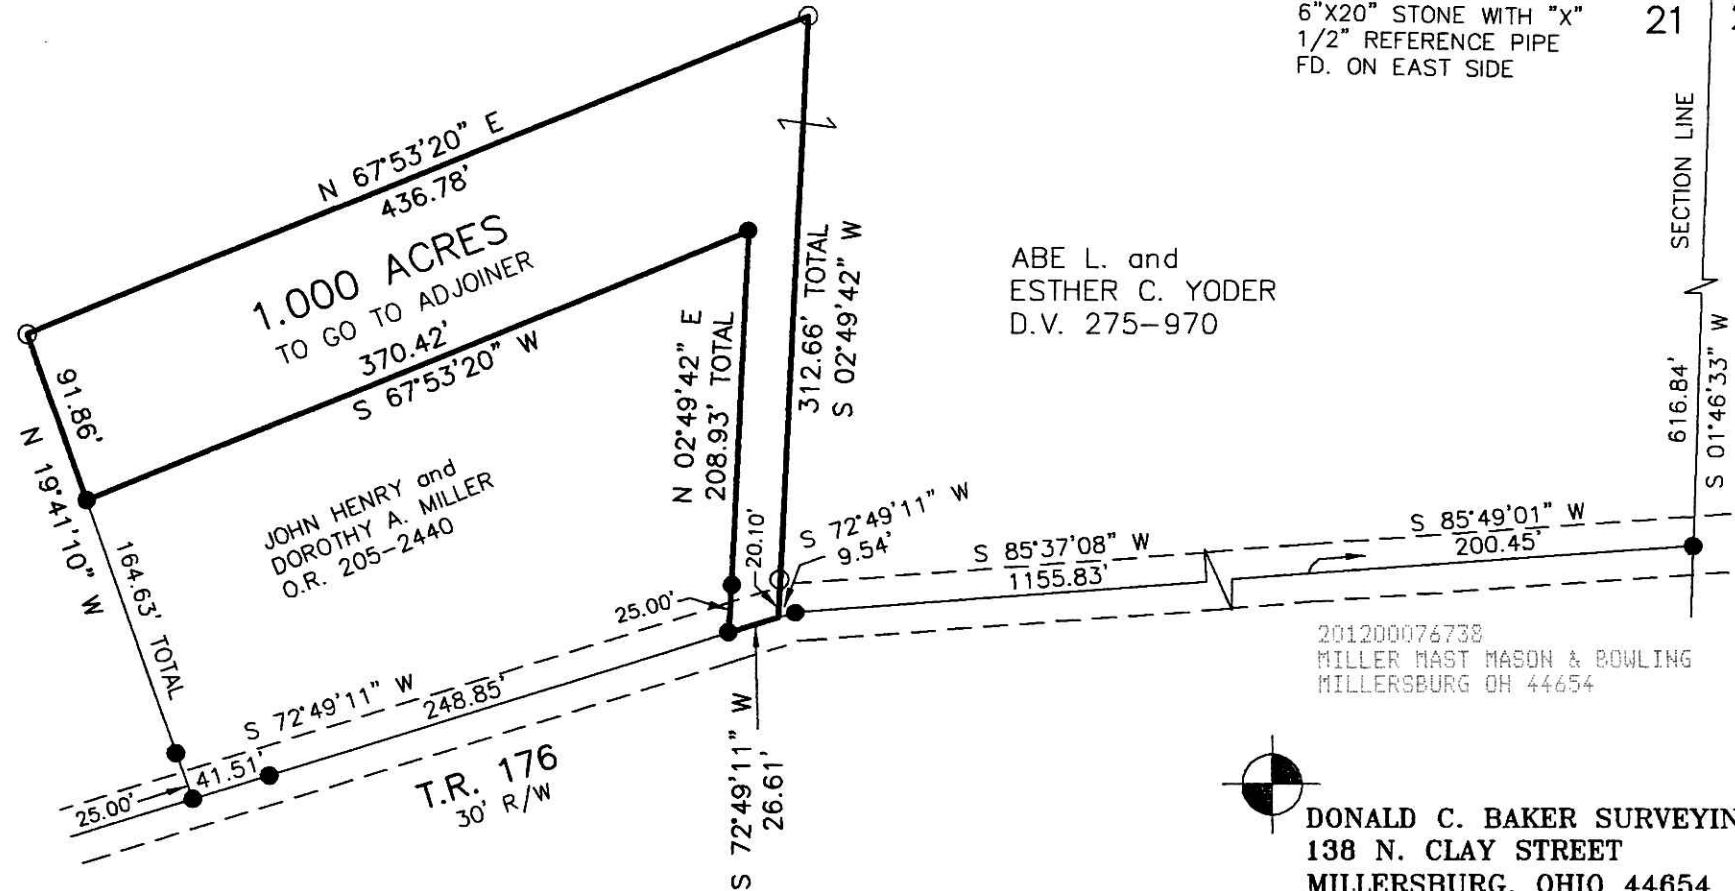 6"X20" STONE WITH "X"
1/2" REFERENCE PIPE
FD. ON EAST SIDE
21
SECTION LINE
616.84'
S 01°46'33" W
N 67°53'20" E
436.78'
1.000 ACRES
TO GO TO ADJOINER
370.42'
S 67°53'20" W
91.86'
N 19°41'10" W
164.63' TOTAL
JOHN HENRY and
DOROTHY A. MILLER
O.R. 205-2440
N 02°49'42" E
208.93' TOTAL
312.66' TOTAL
S 02°49'42" W
ABE L. and
ESTHER C. YODER
D.V. 275-970
20.10'
S 72°49'11" W
9.54'
S 85°37'08" W
1155.83'
S 85°49'01" W
200.45'
25.00'
S 72°49'11" W
248.85'
41.51'
25.00'
T.R. 176
30' R/W
S 72°49'11" W
26.61'
201200076738
MILLER MAST MASON & BOWLING
MILLERSBURG OH 44654
DONALD C. BAKER SURVEYIN
138 N. CLAY STREET
MILLERSBURG, OHIO 44654